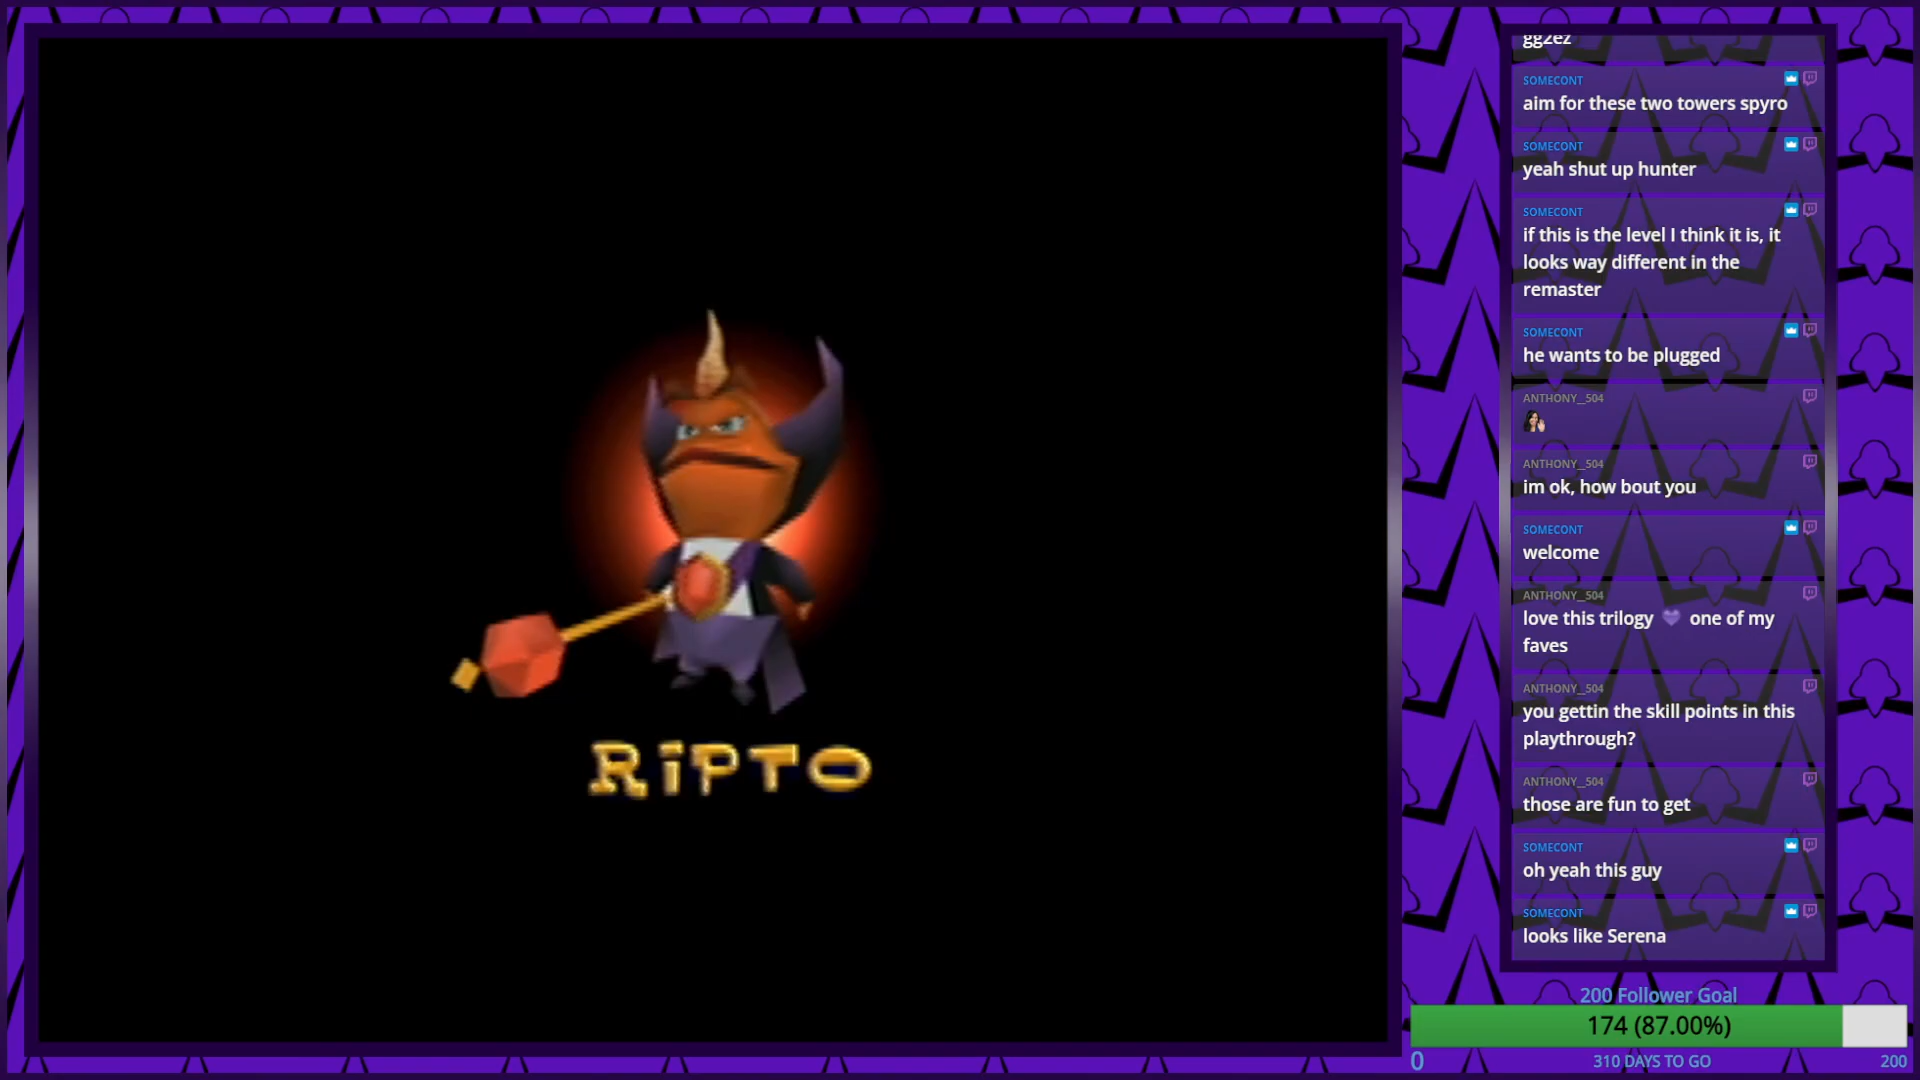 RiPTO
gg2ez
SOMECONT
aim for these two towers spyro
SOMECONT
yeah shut up hunter
SOMECONT
if this is the level I think it is, it
looks way different in the
remaster
SOMECONT
he wants to be plugged
ANTHONY_504
ANTHONY_504
im ok, how bout you
SOMECONT
welcome
ANTHONY_504
love this trilogy 💜 one of my
faves
ANTHONY_504
you gettin the skill points in this
playthrough?
ANTHONY_504
those are fun to get
SOMECONT
oh yeah this guy
SOMECONT
looks like Serena
200 Follower Goal
174 (87.00%)
0 310 DAYS TO GO 200